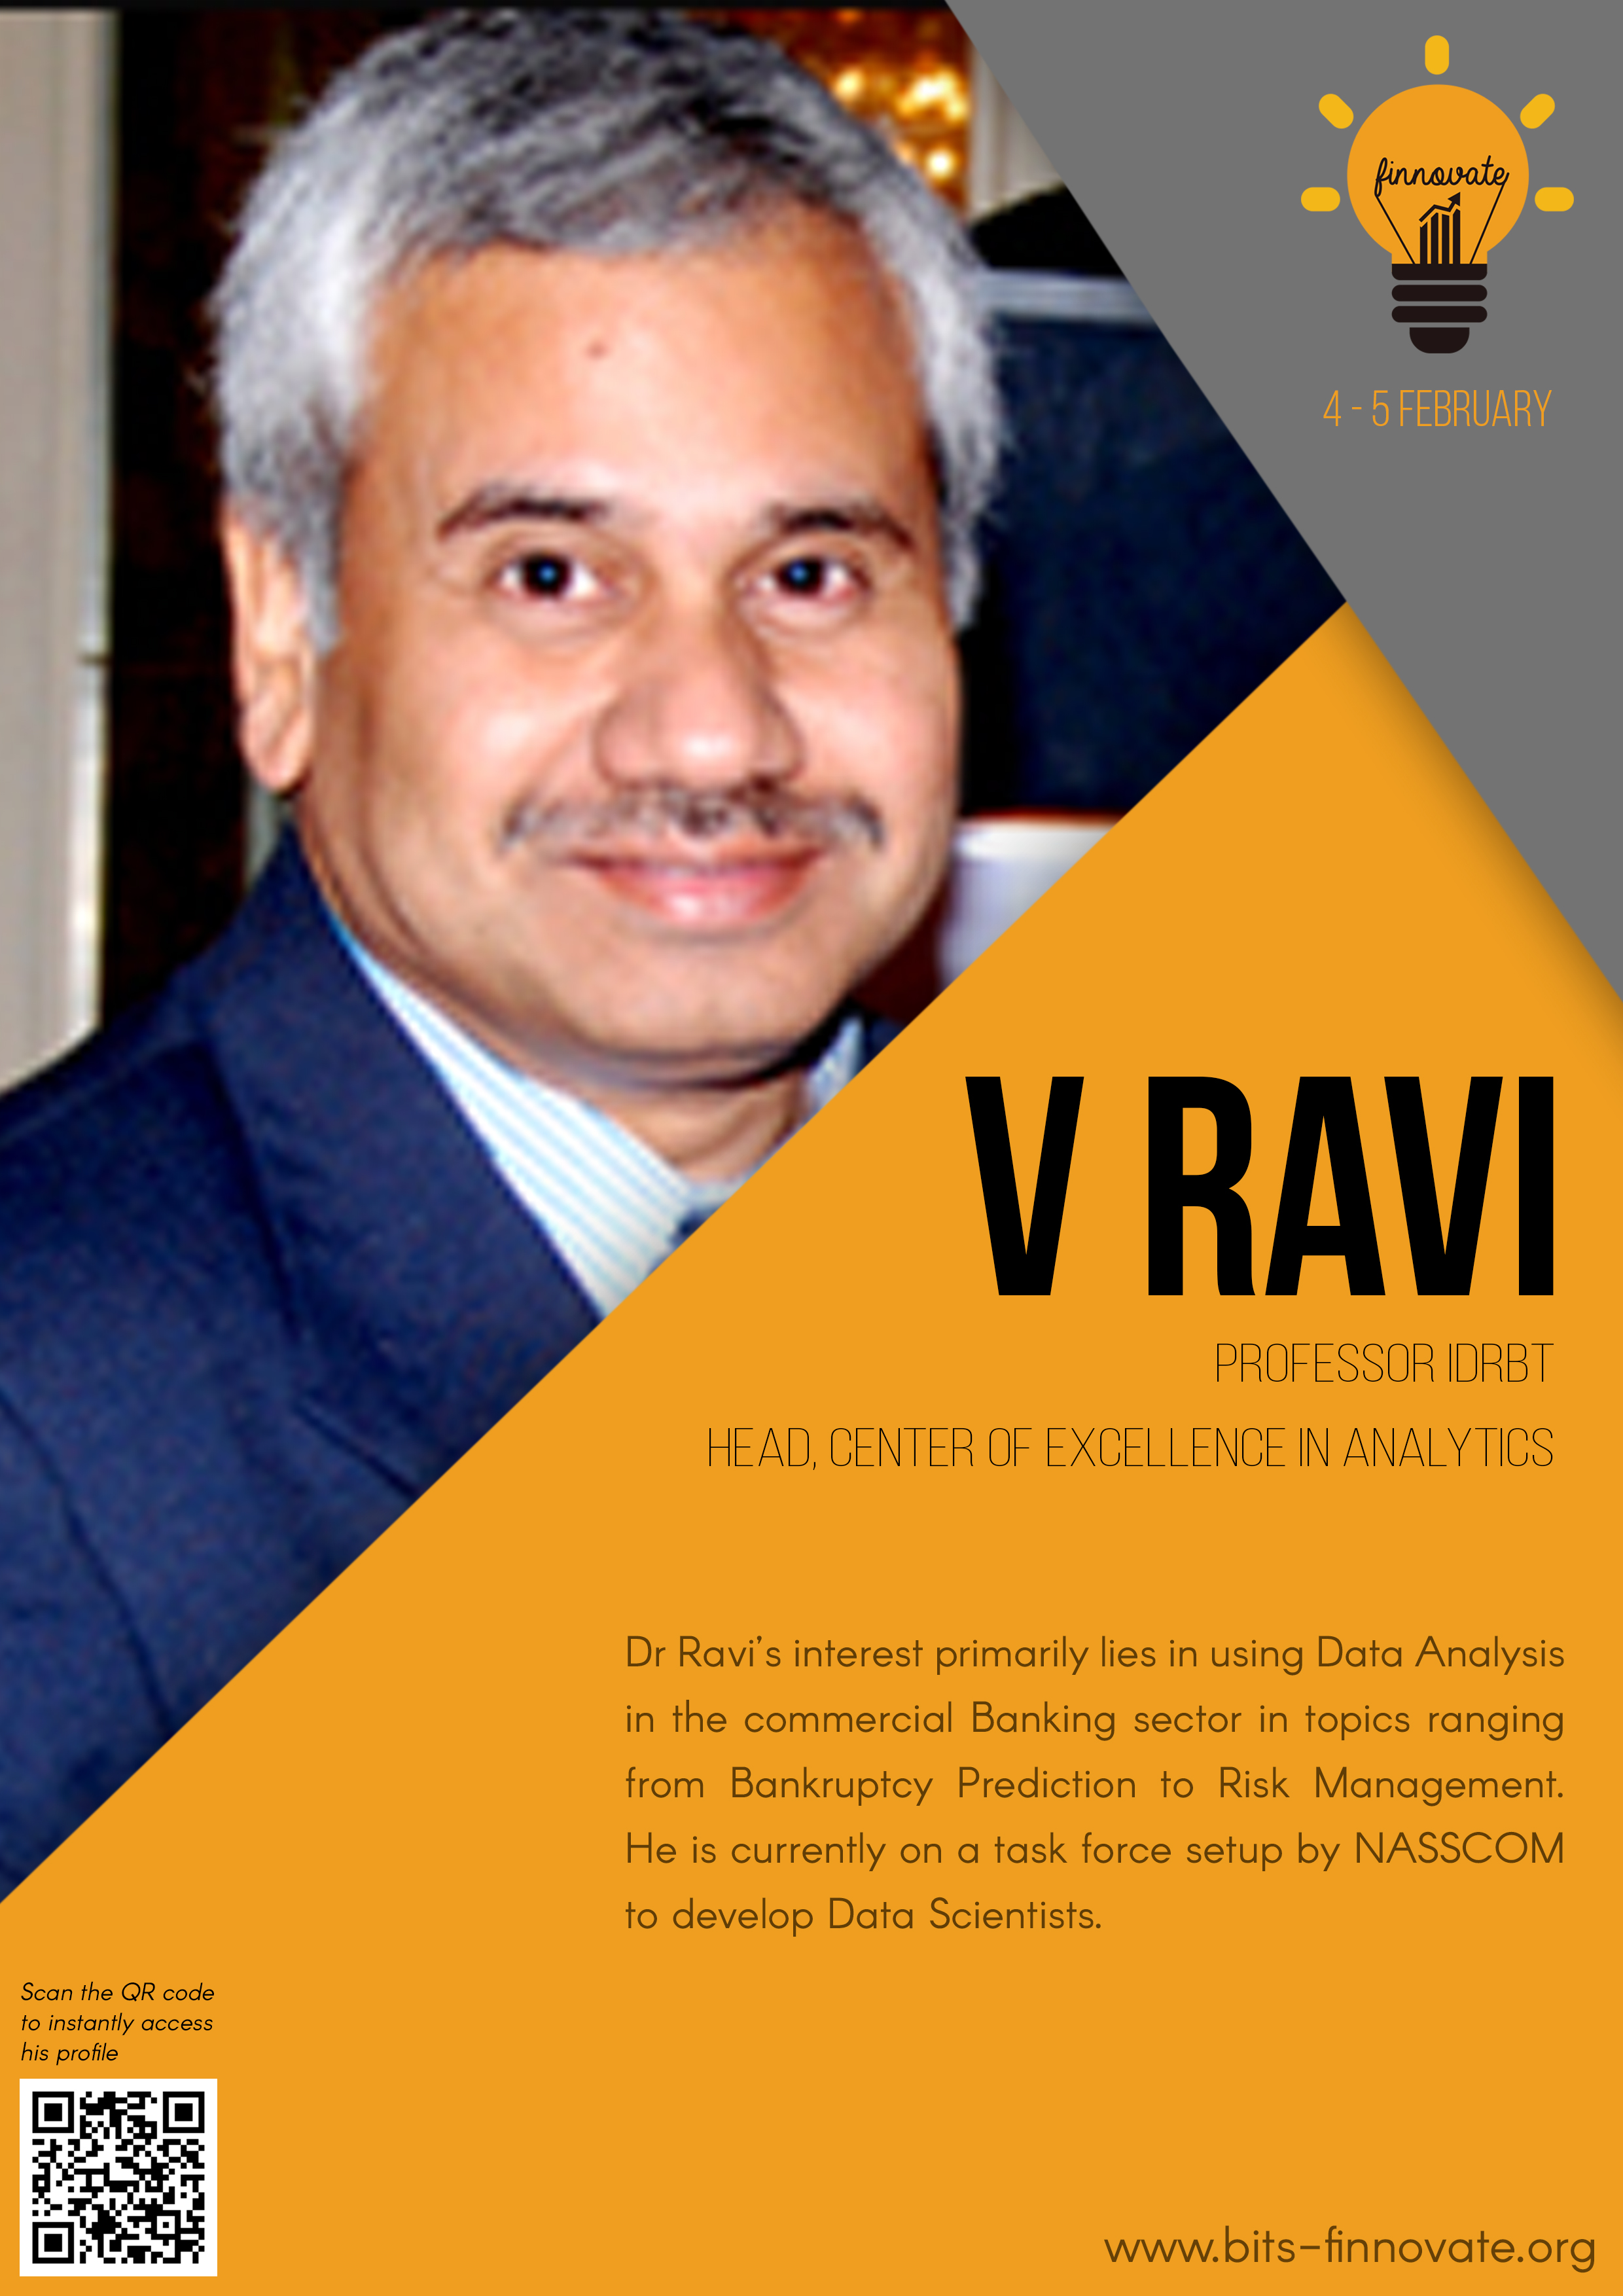 finnovate
4 - 5 FEBRUARY
V RAVI
PROFESSOR IDRBT
HEAD, CENTER OF EXCELLENCE IN ANALYTICS
Dr Ravi's interest primarily lies in using Data Analysis
in the commercial Banking sector in topics ranging
from Bankruptcy Prediction to Risk Management.
He is currently on a task force setup by NASSCOM
to develop Data Scientists.
Scan the QR code
to instantly access
his profile
www.bits-finnovate.org